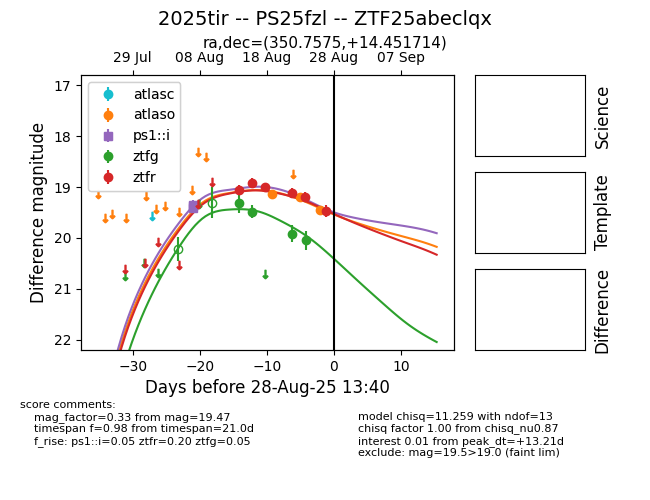 2025tir -- PS25fzl -- ZTF25abeclqx
ra,dec=(350.7575,+14.451714)
29 Jul 08 Aug 18 Aug 28 Aug 07 Sep
17
18
19
20
21
22
Difference magnitude
atlasc
atlaso
ps1::i
ztfg
ztfr
−30 −20 −10 0 10
Days before 28-Aug-25 13:40
Science
Template
Difference
score comments:
mag_factor=0.33 from mag=19.47
timespan f=0.98 from timespan=21.0d
f_rise: ps1::i=0.05 ztfr=0.20 ztfg=0.05
model chisq=11.259 with ndof=13
chisq factor 1.00 from chisq_nu0.87
interest 0.01 from peak_dt=+13.21d
exclude: mag=19.5>19.0 (faint lim)